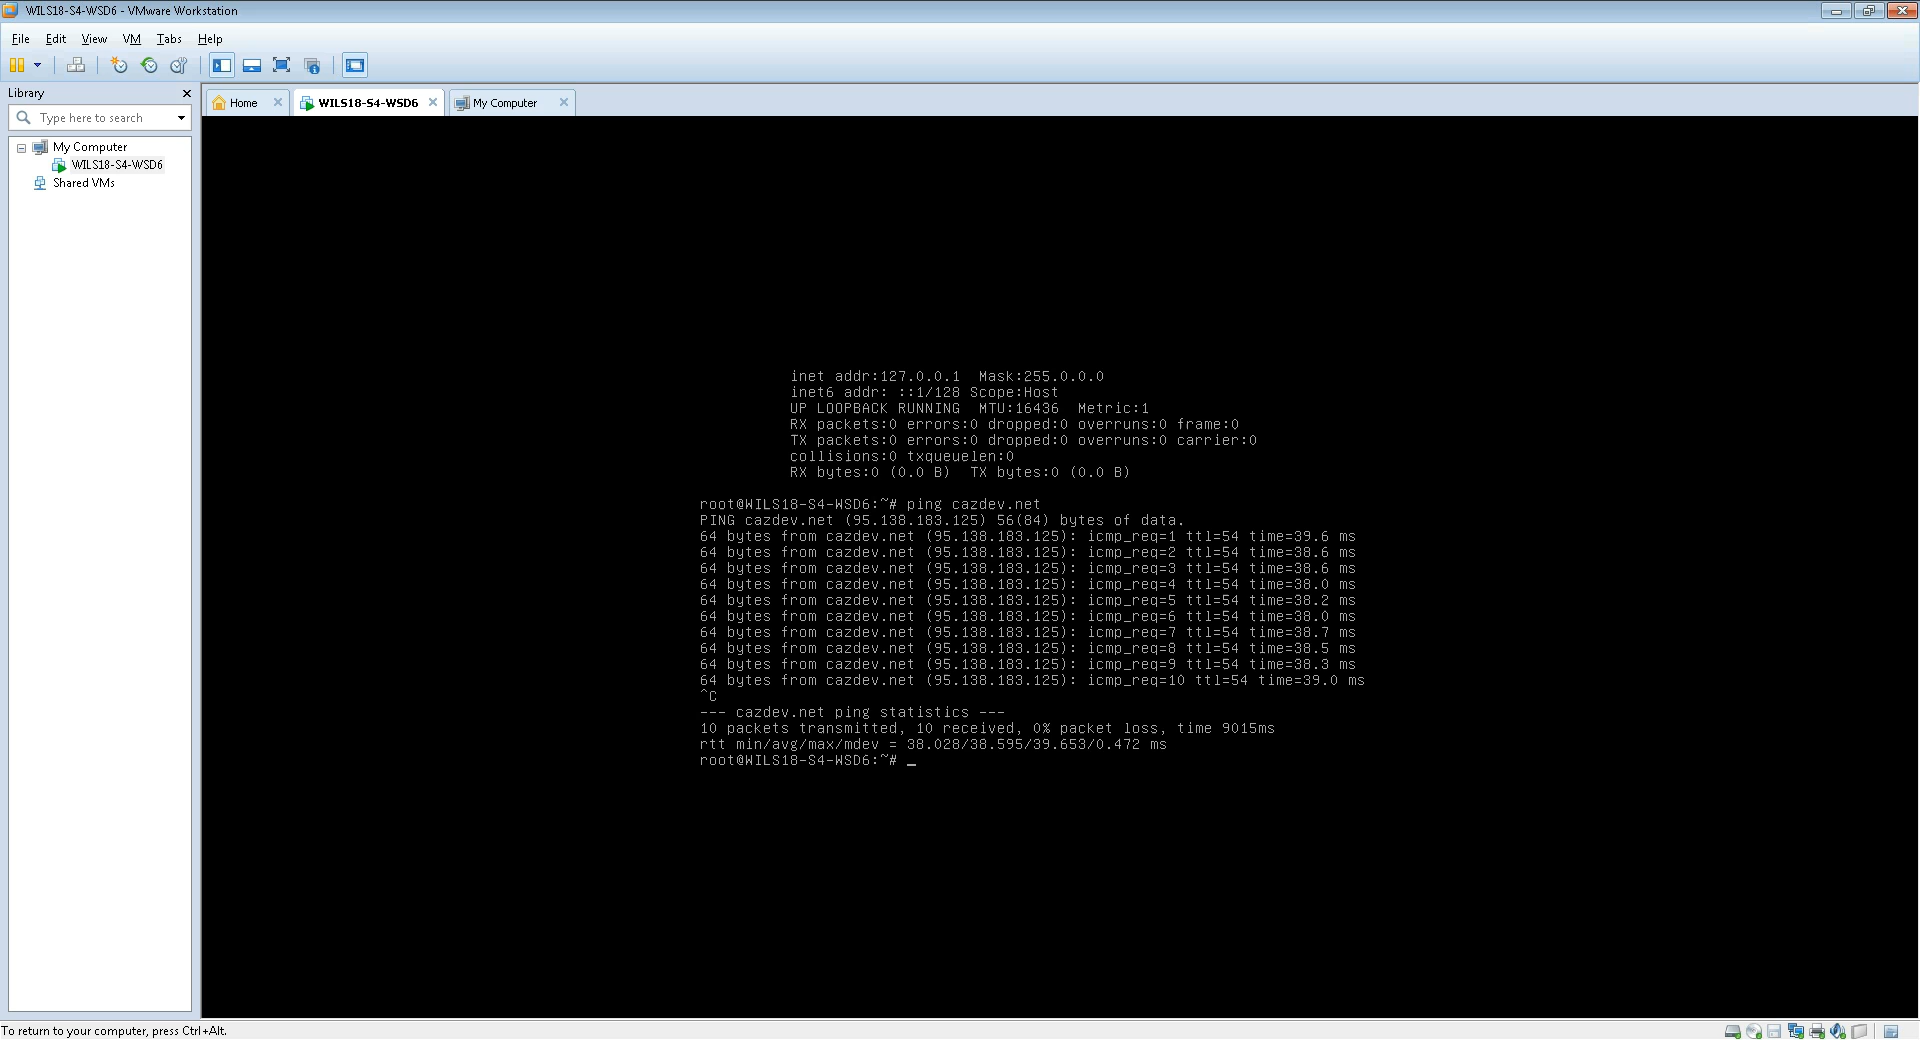 WILS18-S4-WSD6 - VMware Workstation
File Edit View VM Tabs Help
Library
Type here to search
My Computer
WILS18-S4-WSD6
Shared VMs
Home WILS18-S4-WSD6 My Computer
inet addr:127.0.0.1  Mask:255.0.0.0
inet6 addr: ::1/128 Scope:Host
UP LOOPBACK RUNNING  MTU:16436  Metric:1
RX packets:0 errors:0 dropped:0 overruns:0 frame:0
TX packets:0 errors:0 dropped:0 overruns:0 carrier:0
collisions:0 txqueuelen:0
RX bytes:0 (0.0 B)  TX bytes:0 (0.0 B)
root@WILS18-S4-WSD6:~# ping cazdev.net
PING cazdev.net (95.138.183.125) 56(84) bytes of data.
64 bytes from cazdev.net (95.138.183.125): icmp_req=1 ttl=54 time=39.6 ms
64 bytes from cazdev.net (95.138.183.125): icmp_req=2 ttl=54 time=38.6 ms
64 bytes from cazdev.net (95.138.183.125): icmp_req=3 ttl=54 time=38.6 ms
64 bytes from cazdev.net (95.138.183.125): icmp_req=4 ttl=54 time=38.0 ms
64 bytes from cazdev.net (95.138.183.125): icmp_req=5 ttl=54 time=38.2 ms
64 bytes from cazdev.net (95.138.183.125): icmp_req=6 ttl=54 time=38.0 ms
64 bytes from cazdev.net (95.138.183.125): icmp_req=7 ttl=54 time=38.7 ms
64 bytes from cazdev.net (95.138.183.125): icmp_req=8 ttl=54 time=38.5 ms
64 bytes from cazdev.net (95.138.183.125): icmp_req=9 ttl=54 time=38.3 ms
64 bytes from cazdev.net (95.138.183.125): icmp_req=10 ttl=54 time=39.0 ms
^C
--- cazdev.net ping statistics ---
10 packets transmitted, 10 received, 0% packet loss, time 9015ms
rtt min/avg/max/mdev = 38.028/38.595/39.653/0.472 ms
root@WILS18-S4-WSD6:~# _
To return to your computer, press Ctrl+Alt.